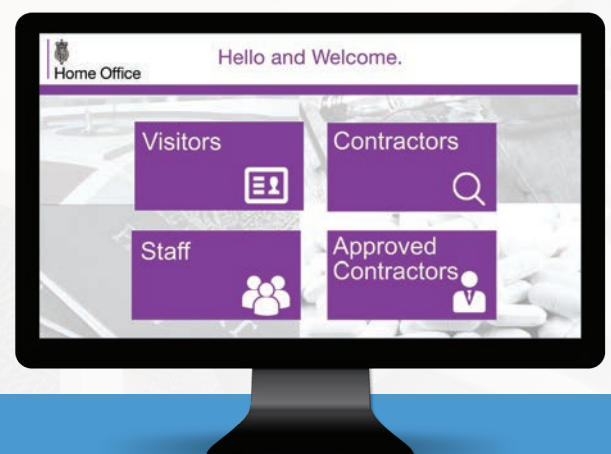 Home Office
Hello and Welcome.
Visitors
Contractors
Staff
Approved
Contractors